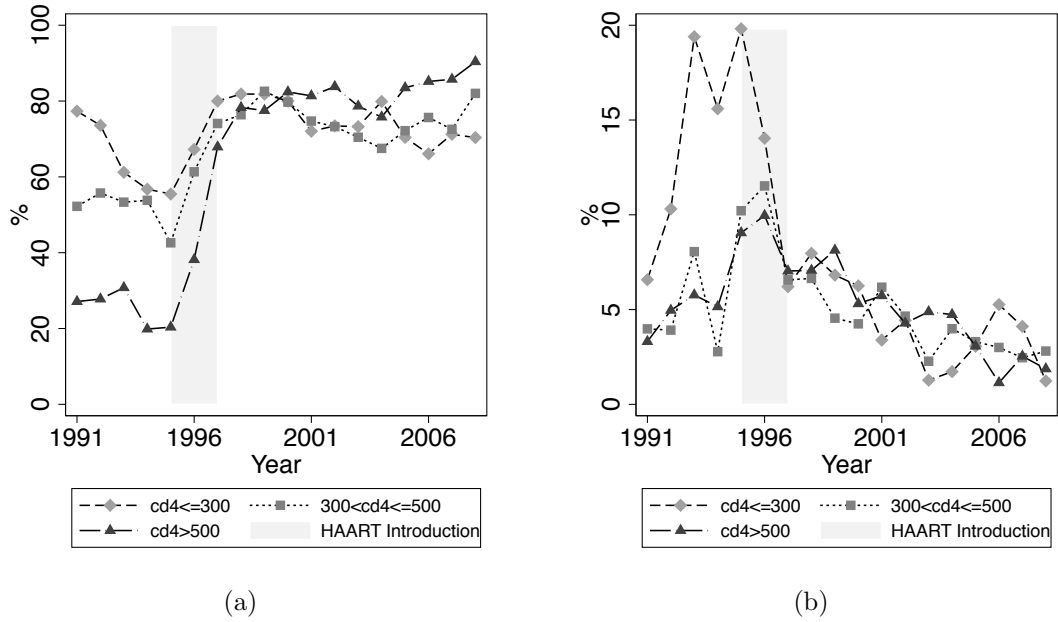 100
80
60
%
40
20
0
1991 1996 2001 2006
Year
cd4<=300 300<cd4<=500
cd4>500 HAART Introduction
(a)
20
15
10
%
5
0
1991 1996 2001 2006
Year
cd4<=300 300<cd4<=500
cd4>500 HAART Introduction
(b)